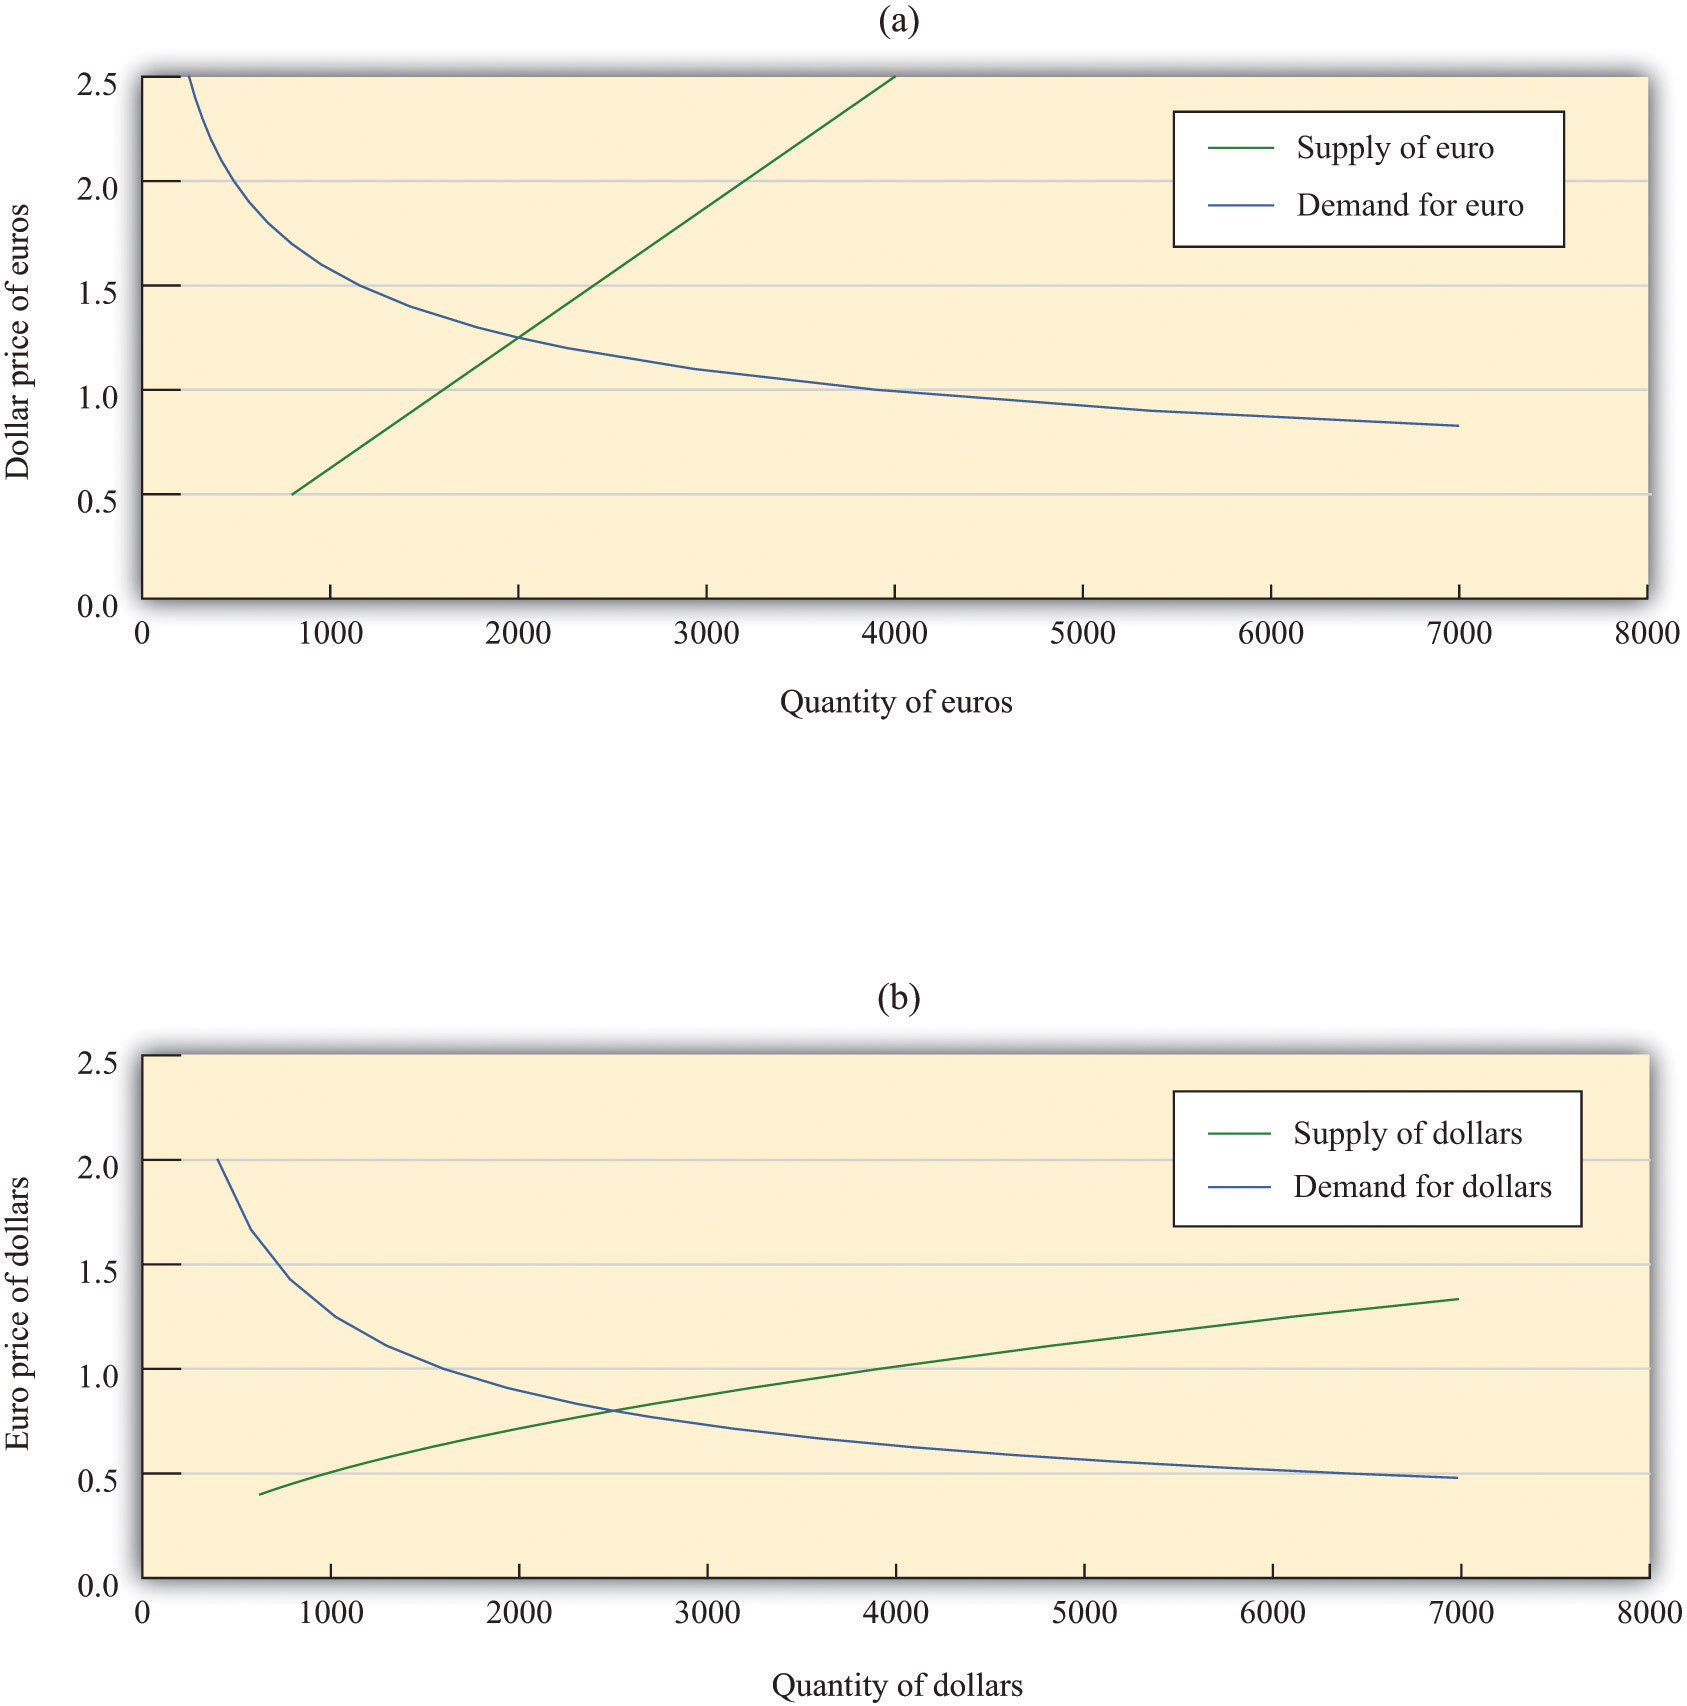 (a)
Dollar price of euros
2.5
2.0
1.5
1.0
0.5
0.0
Supply of euro
Demand for euro
0 1000 2000 3000 4000 5000 6000 7000 8000
Quantity of euros
(b)
Euro price of dollars
2.5
2.0
1.5
1.0
0.5
0.0
Supply of dollars
Demand for dollars
0 1000 2000 3000 4000 5000 6000 7000 8000
Quantity of dollars